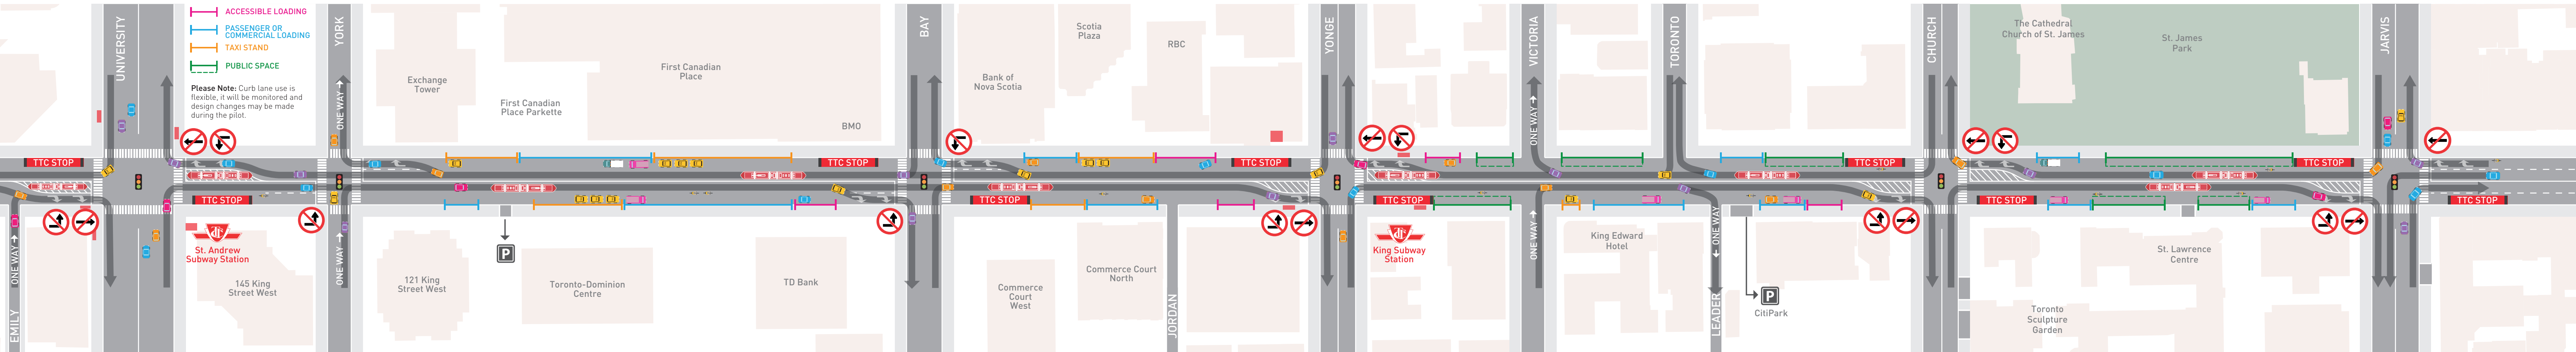 UNIVERSITY
ACCESSIBLE LOADING
PASSENGER OR
COMMERCIAL LOADING
TAXI STAND
PUBLIC SPACE
Please Note: Curb lane use is
flexible, it will be monitored and
design changes may be made
during the pilot.
YORK
ONE WAY
Exchange
Tower
First Canadian
Place Parkette
First Canadian
Place
BMO
BAY
Bank of
Nova Scotia
Scotia
Plaza
RBC
YONGE
VICTORIA
ONE WAY
TORONTO
CHURCH
The Cathedral
Church of St. James
St. James
Park
JARVIS
TTC STOP
TTC STOP
TTC STOP
TTC STOP
TTC STOP
TTC STOP
TTC STOP
TTC STOP
TTC STOP
TTC STOP
EMILY
ONE WAY
St. Andrew
Subway Station
145 King
Street West
ONE WAY
121 King
Street West
P
Toronto-Dominion
Centre
TD Bank
Commerce
Court
West
Commerce Court
North
JORDAN
King Subway
Station
ONE WAY
King Edward
Hotel
LEADER
ONE WAY
P
CitiPark
Toronto
Sculpture
Garden
St. Lawrence
Centre